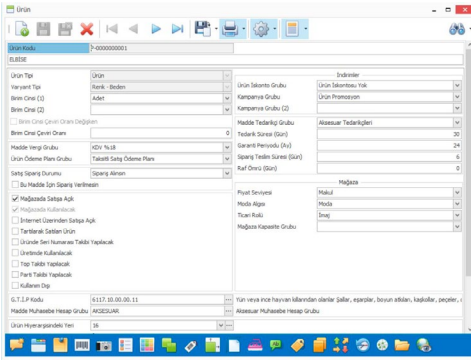 Ürün
Ürün Kodu P-0000000001
ELBİSE
Ürün Tipi Ürün
Varyant Tipi Renk - Beden
Birim Cinsi (1) Adet
Birim Cinsi (2)
Birim Cinsi Çeviri Oranı Değişken
Birim Cinsi Çeviri Oranı 0
Madde Vergi Grubu KDV %18
Ürün Ödeme Planı Grubu Taksitli Satış Ödeme Planı
Satış Sipariş Durumu Sipariş Alınsın
Bu Madde İçin Sipariş Verilmesin
Mağazada Satışa Açık
Mağazada Kullanılacak
İnternet Üzerinden Satışa Açık
Tartılarak Satılan Ürün
Üründe Seri Numarası Takibi Yapılacak
Üretimde Kullanılacak
Top Takibi Yapılacak
Parti Takibi Yapılacak
Kullanım Dışı
İndirimler
Ürün İskonto Grubu Ürün İskontosu Yok
Kampanya Grubu Ürün Promosyon
Kampanya Grubu (2)
Madde Tedarikçi Grubu Aksesuar Tedarikçileri
Tedarik Süresi (Gün) 30
Garanti Periyodu (Ay) 24
Sipariş Teslim Süresi (Gün) 6
Raf Ömrü (Gün) 0
Mağaza
Fiyat Seviyesi Makul
Moda Algısı Moda
Ticari Rolü İmaj
Mağaza Kapasite Grubu
G.T.İ.P Kodu 6117.10.00.00.11 Yün veya ince hayvan kıllarından olanlar Şallar, eşarplar, boyun atkıları, kaşkollar, peçeler,
Madde Muhasebe Hesap Grubu AKSESUAR Aksesuar Muhasebe Hesap Grubu
Ürün Hiyerarşisindeki Yeri 16